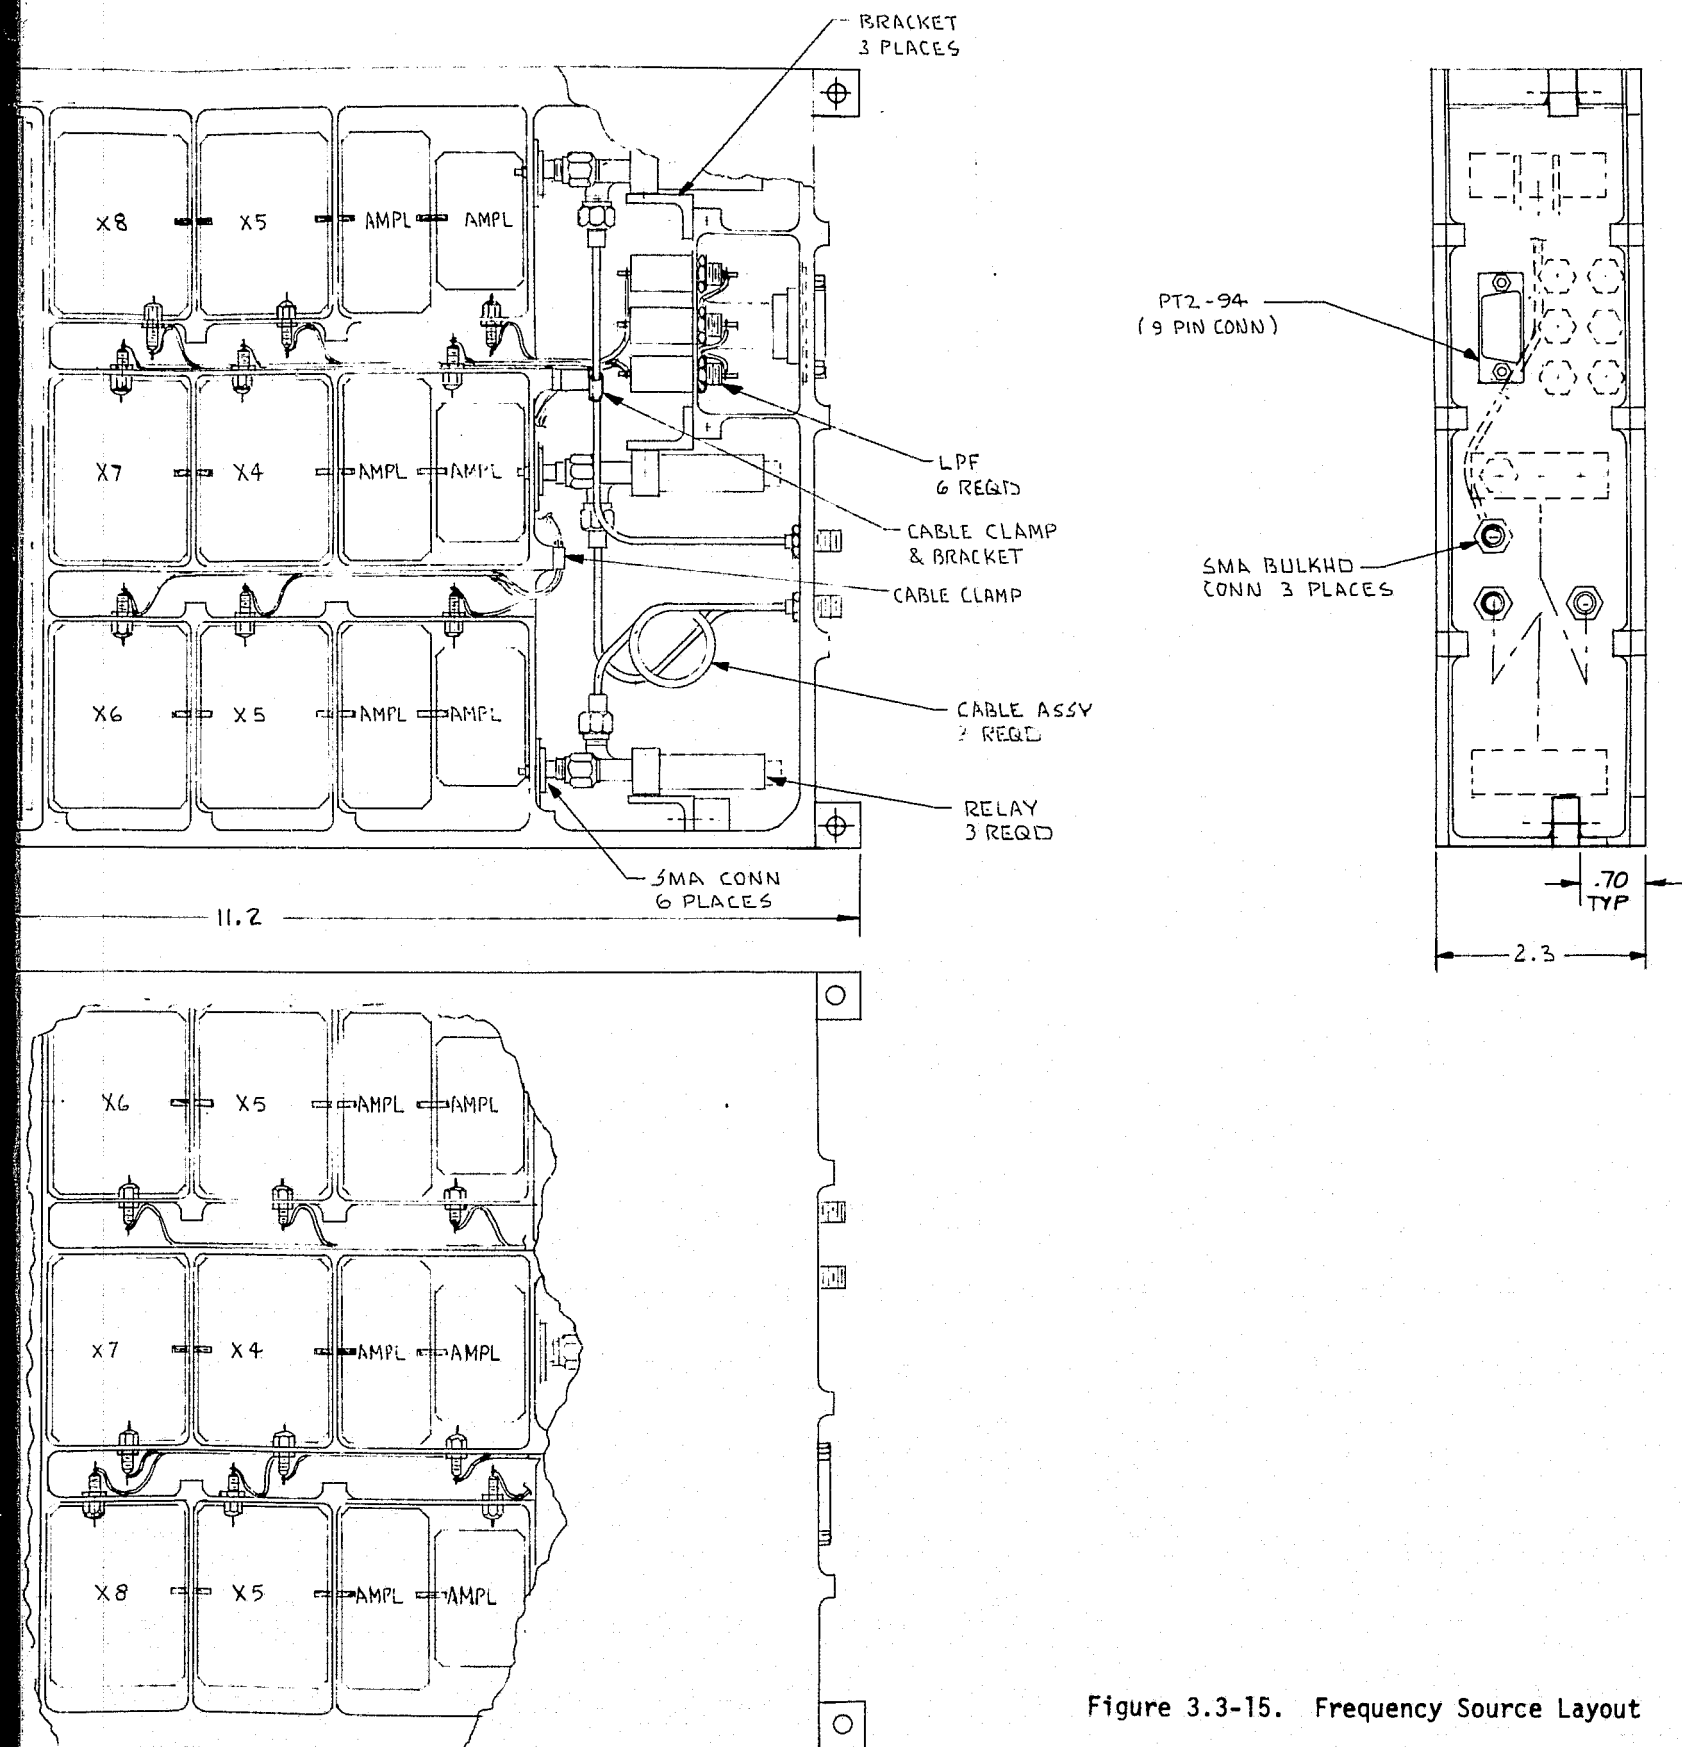 BRACKET
3 PLACES
X8 X5 AMPL AMPL
PT2-94
(9 PIN CONN)
X7 X4 AMPL AMPL
LPF
6 REQD
CABLE CLAMP
& BRACKET
CABLE CLAMP
SMA BULKHD
CONN 3 PLACES
X6 X5 AMPL AMPL
CABLE ASSY
REQD
RELAY
3 REQD
SMA CONN
6 PLACES
11.2
.70
TYP
2.3
X6 X5 AMPL AMPL
X7 X4 AMPL AMPL
X8 X5 AMPL AMPL
Figure 3.3-15. Frequency Source Layout